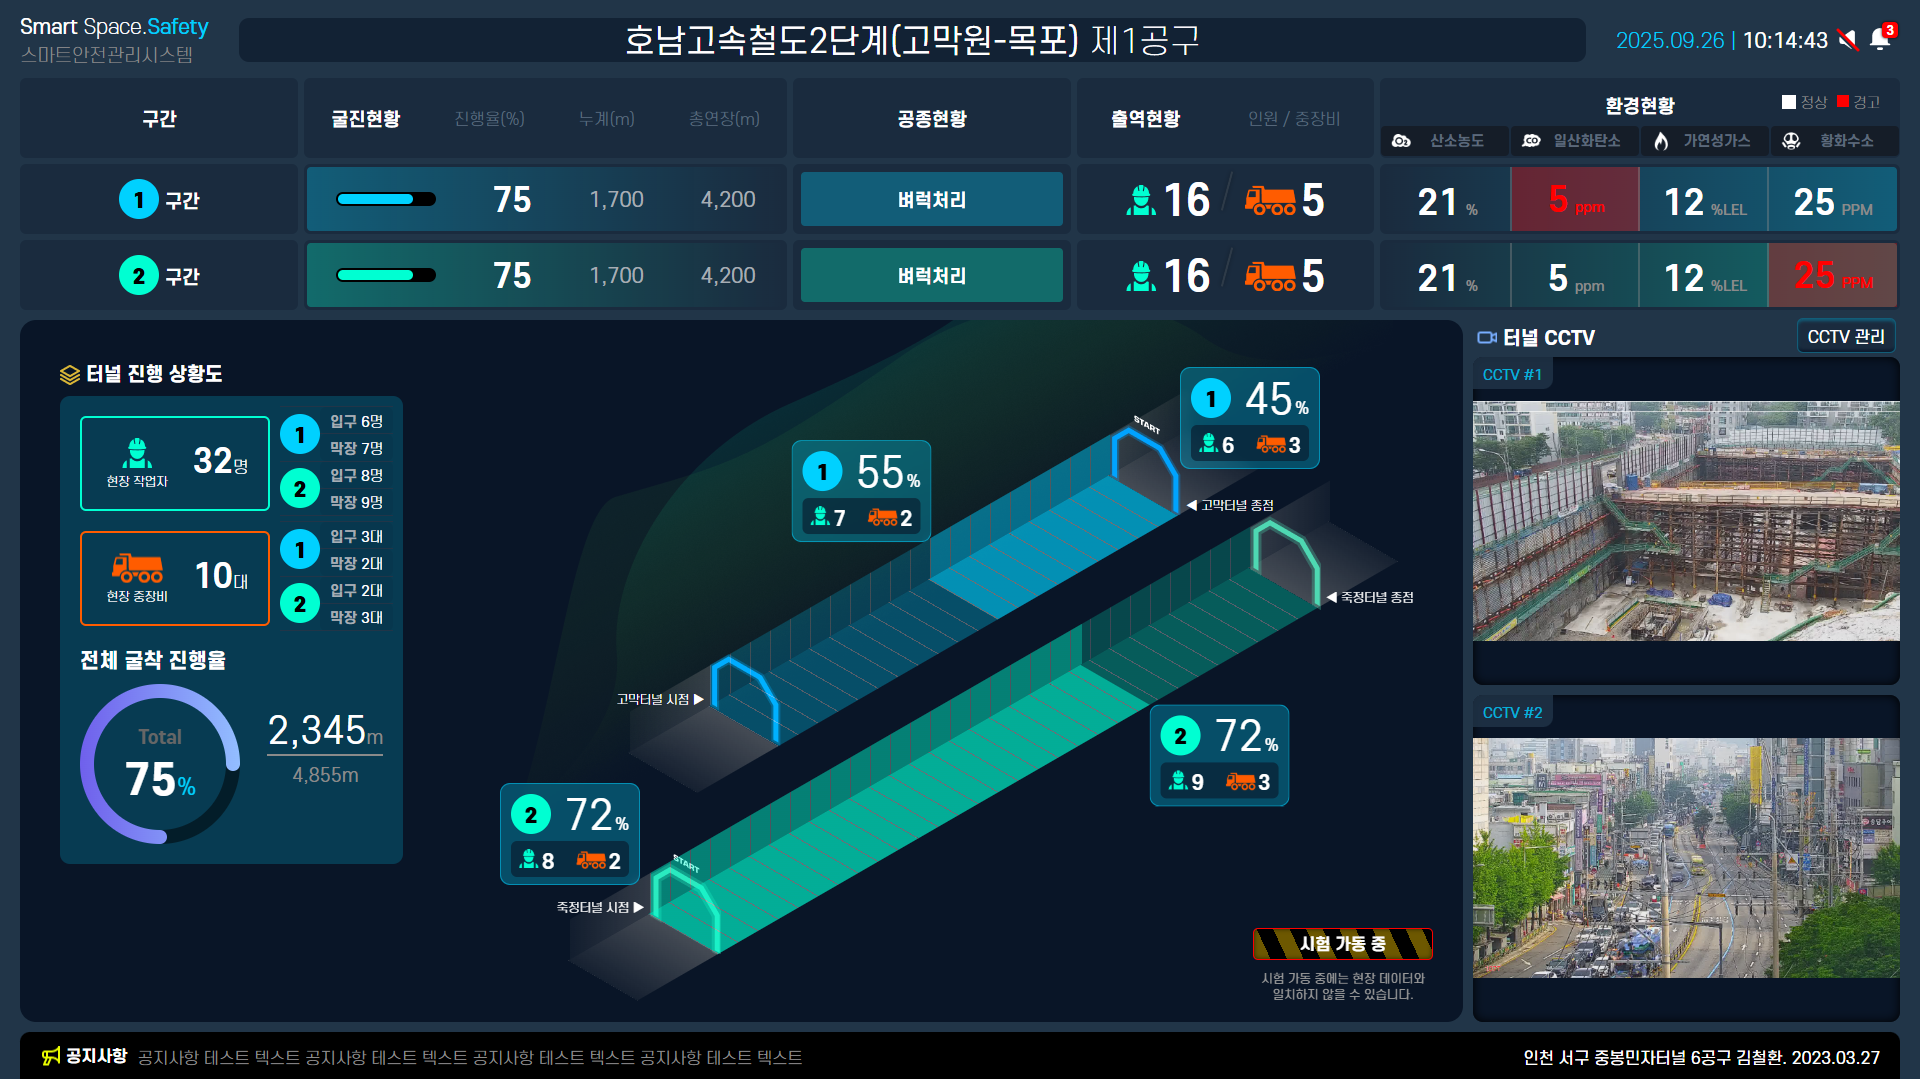 Smart Space.Safety
스마트안전관리시스템
호남고속철도2단계(고막원-목포) 제1공구
2025.09.26 | 10:14:43
3
구간
굴진현황 진행율(%) 누계(m) 총연장(m)
공종현황
출역현황 인원 / 중장비
환경현황
정상 경고
O₂ 산소농도 CO 일산화탄소 가연성가스 황화수소
1 구간 75 1,700 4,200 벼락처리 16 / 5 21 % 5 ppm 12 %LEL 25 PPM
2 구간 75 1,700 4,200 벼락처리 16 / 5 21 % 5 ppm 12 %LEL 25 PPM
터널 진행 상황도
현장 작업자 32명
1 입구 6명
막장 7명
2 입구 8명
막장 9명
현장 중장비 10대
1 입구 3대
막장 2대
2 입구 2대
막장 3대
전체 굴착 진행율
Total
75%
2,345m
4,855m
1 45%
6 3
1 55%
7 2
START
◀ 고막터널 종점
◀ 죽정터널 종점
고막터널 시점 ▶
2 72%
9 3
2 72%
8 2
START
죽정터널 시점 ▶
시험 가동 중
시험 가동 중에는 현장 데이터와
일치하지 않을 수 있습니다.
터널 CCTV
CCTV 관리
CCTV #1
CCTV #2
공지사항 공지사항 테스트 텍스트 공지사항 테스트 텍스트 공지사항 테스트 텍스트 공지사항 테스트 텍스트
인천 서구 중봉민자터널 6공구 김철환. 2023.03.27